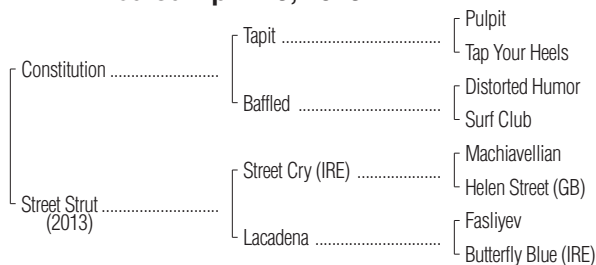 Pulpit
Tapit
Tap Your Heels
Constitution
Distorted Humor
Baffled
Surf Club
Machiavellian
Street Cry (IRE)
Helen Street (GB)
Street Strut
(2013)
Fasliyev
Lacadena
Butterfly Blue (IRE)